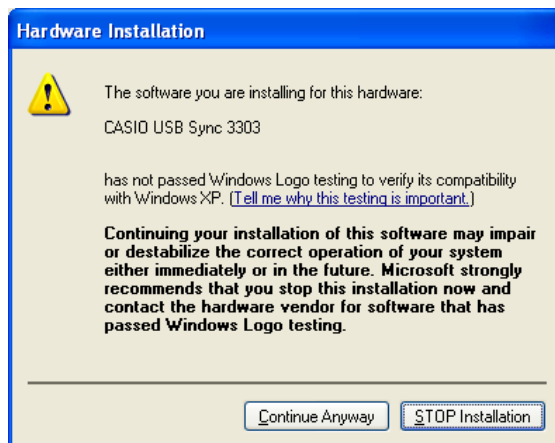 Hardware Installation
The software you are installing for this hardware:
CASIO USB Sync 3303
has not passed Windows Logo testing to verify its compatibility
with Windows XP. (Tell me why this testing is important.)
Continuing your installation of this software may impair
or destabilize the correct operation of your system
either immediately or in the future. Microsoft strongly
recommends that you stop this installation now and
contact the hardware vendor for software that has
passed Windows Logo testing.
Continue Anyway
STOP Installation